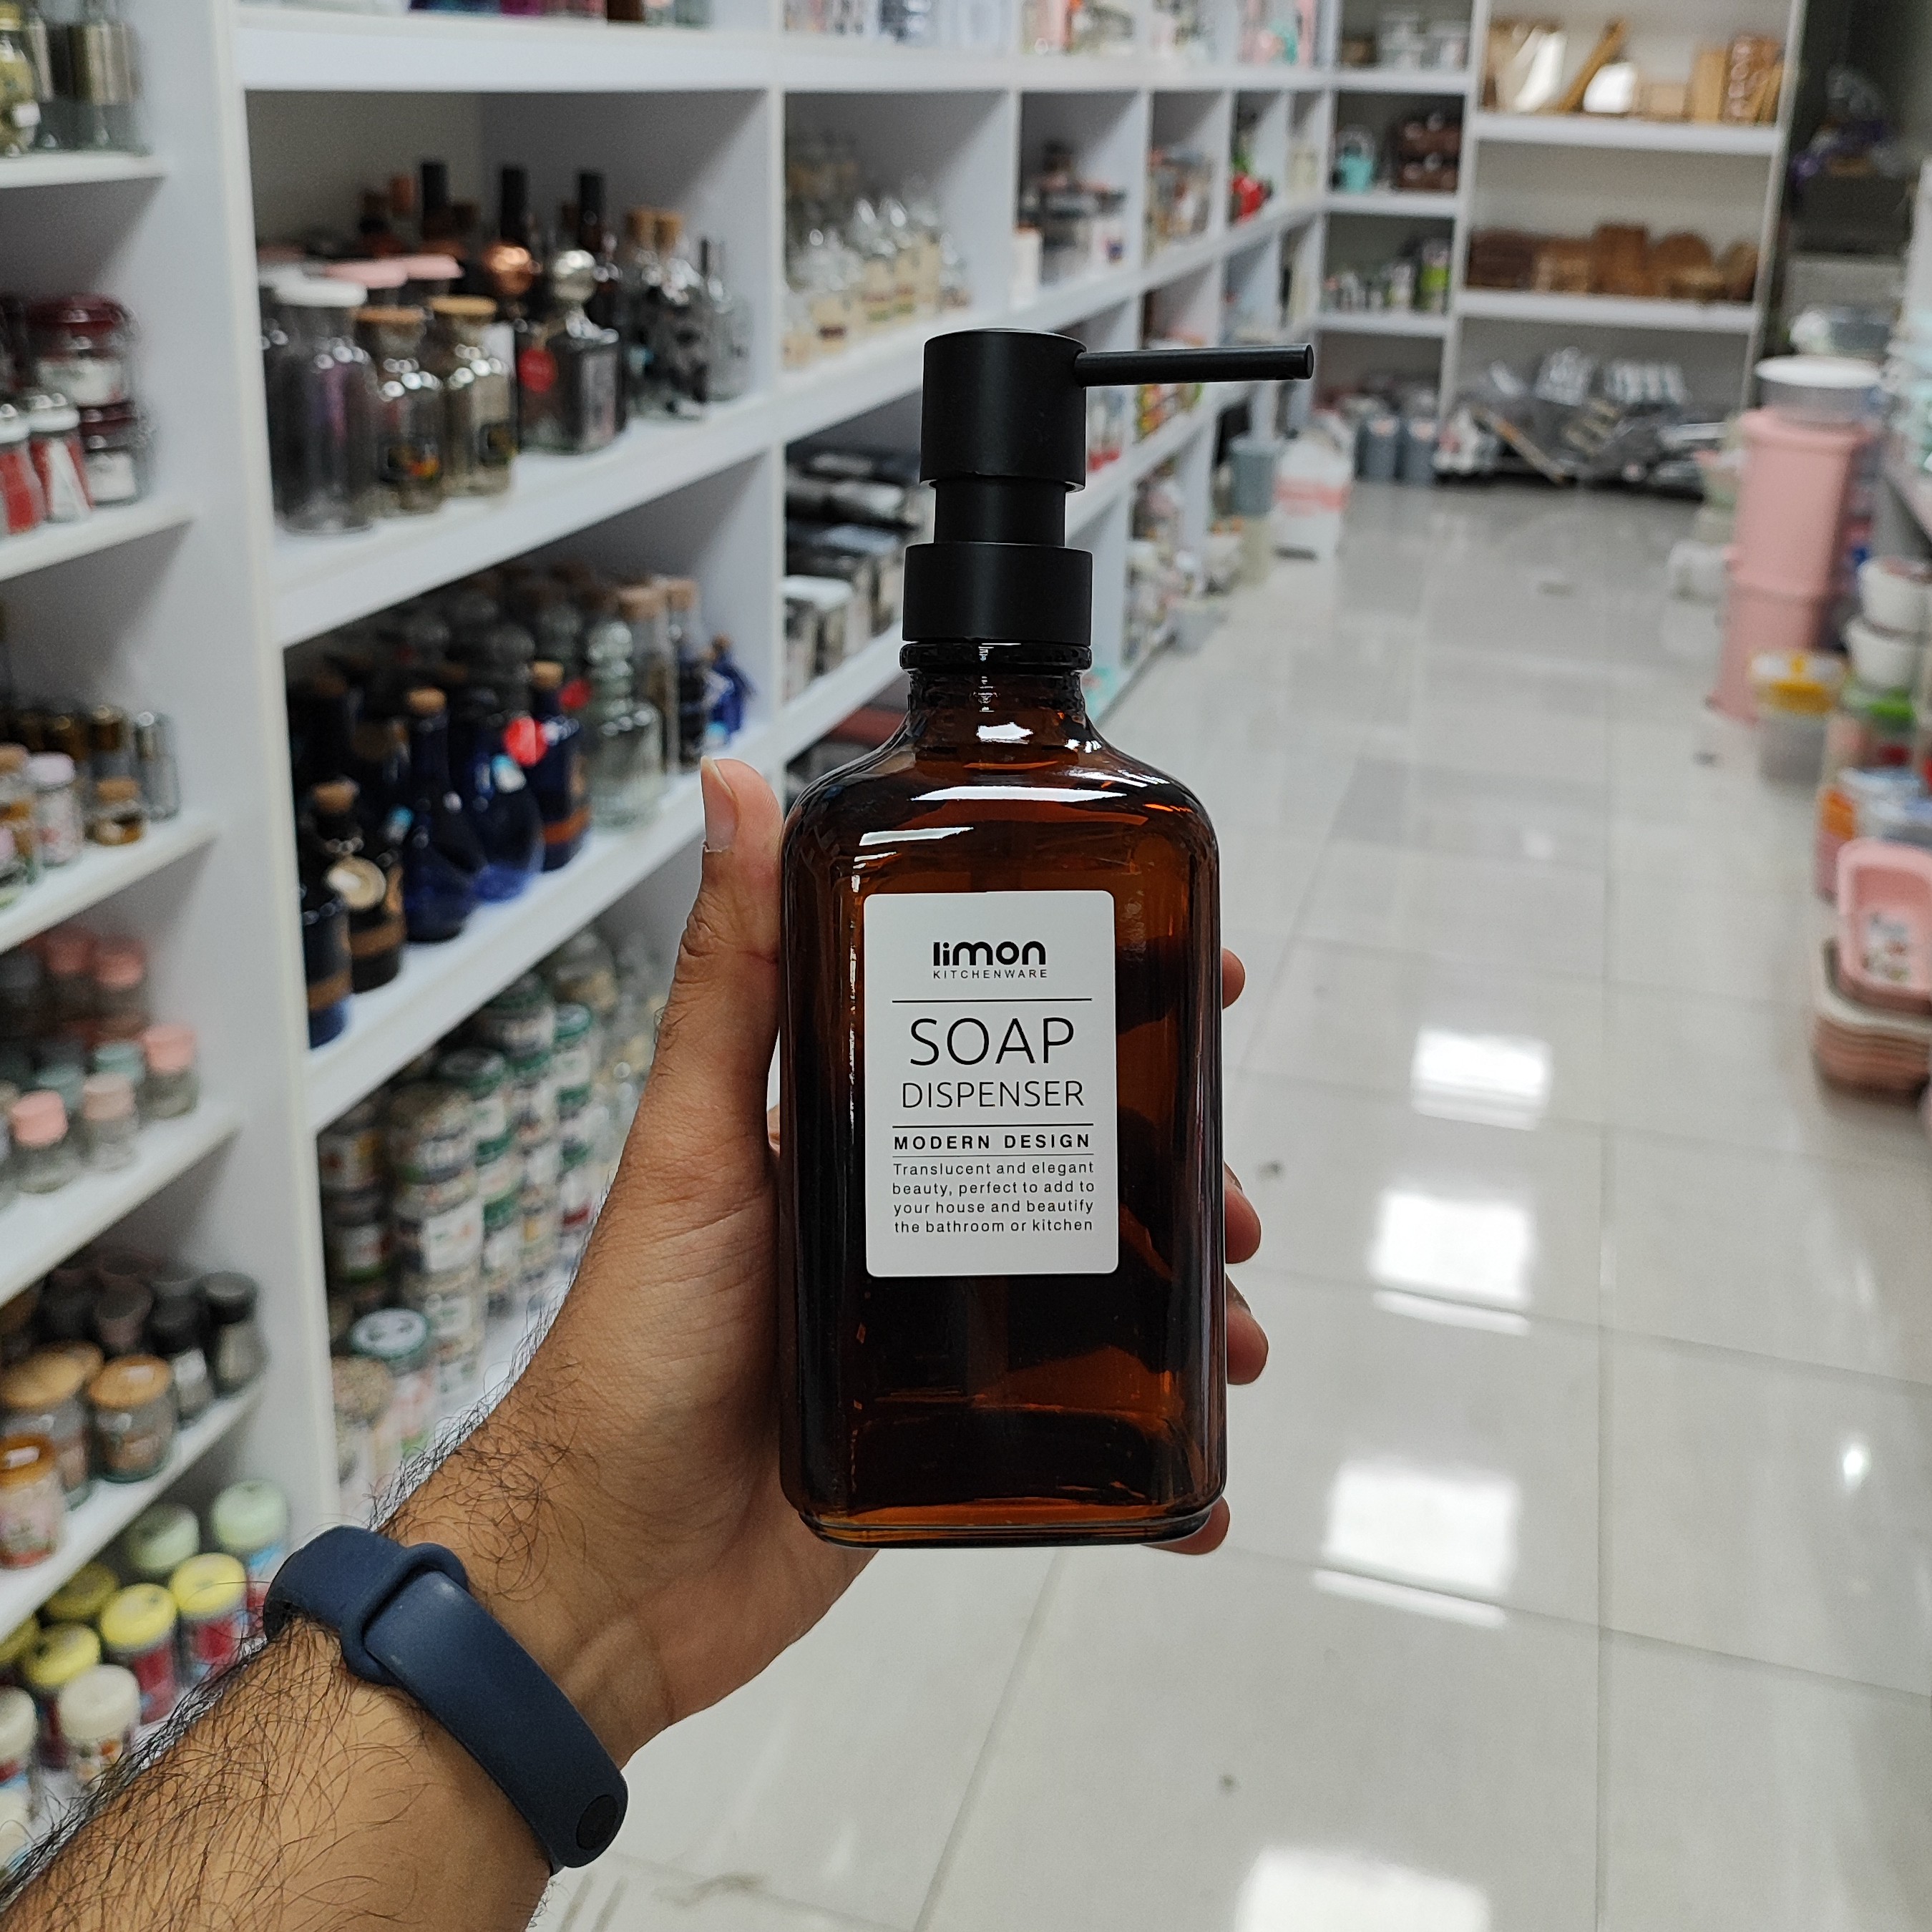 limon
KITCHENWARE
SOAP
DISPENSER
MODERN DESIGN
Translucent and elegant
beauty, perfect to add to
your house and beautify
the bathroom or kitchen